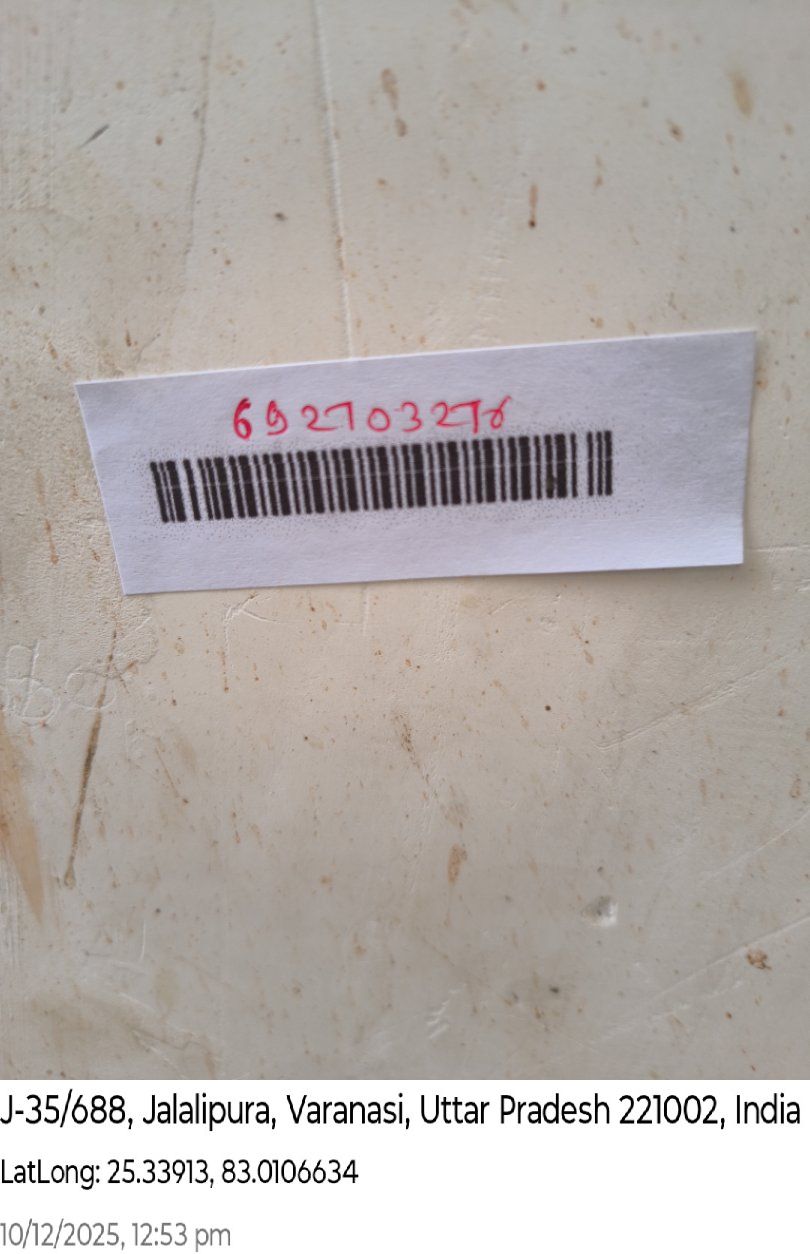 692703278
J-35/688, Jalalipura, Varanasi, Uttar Pradesh 221002, India
LatLong: 25.33913, 83.0106634
10/12/2025, 12:53 pm